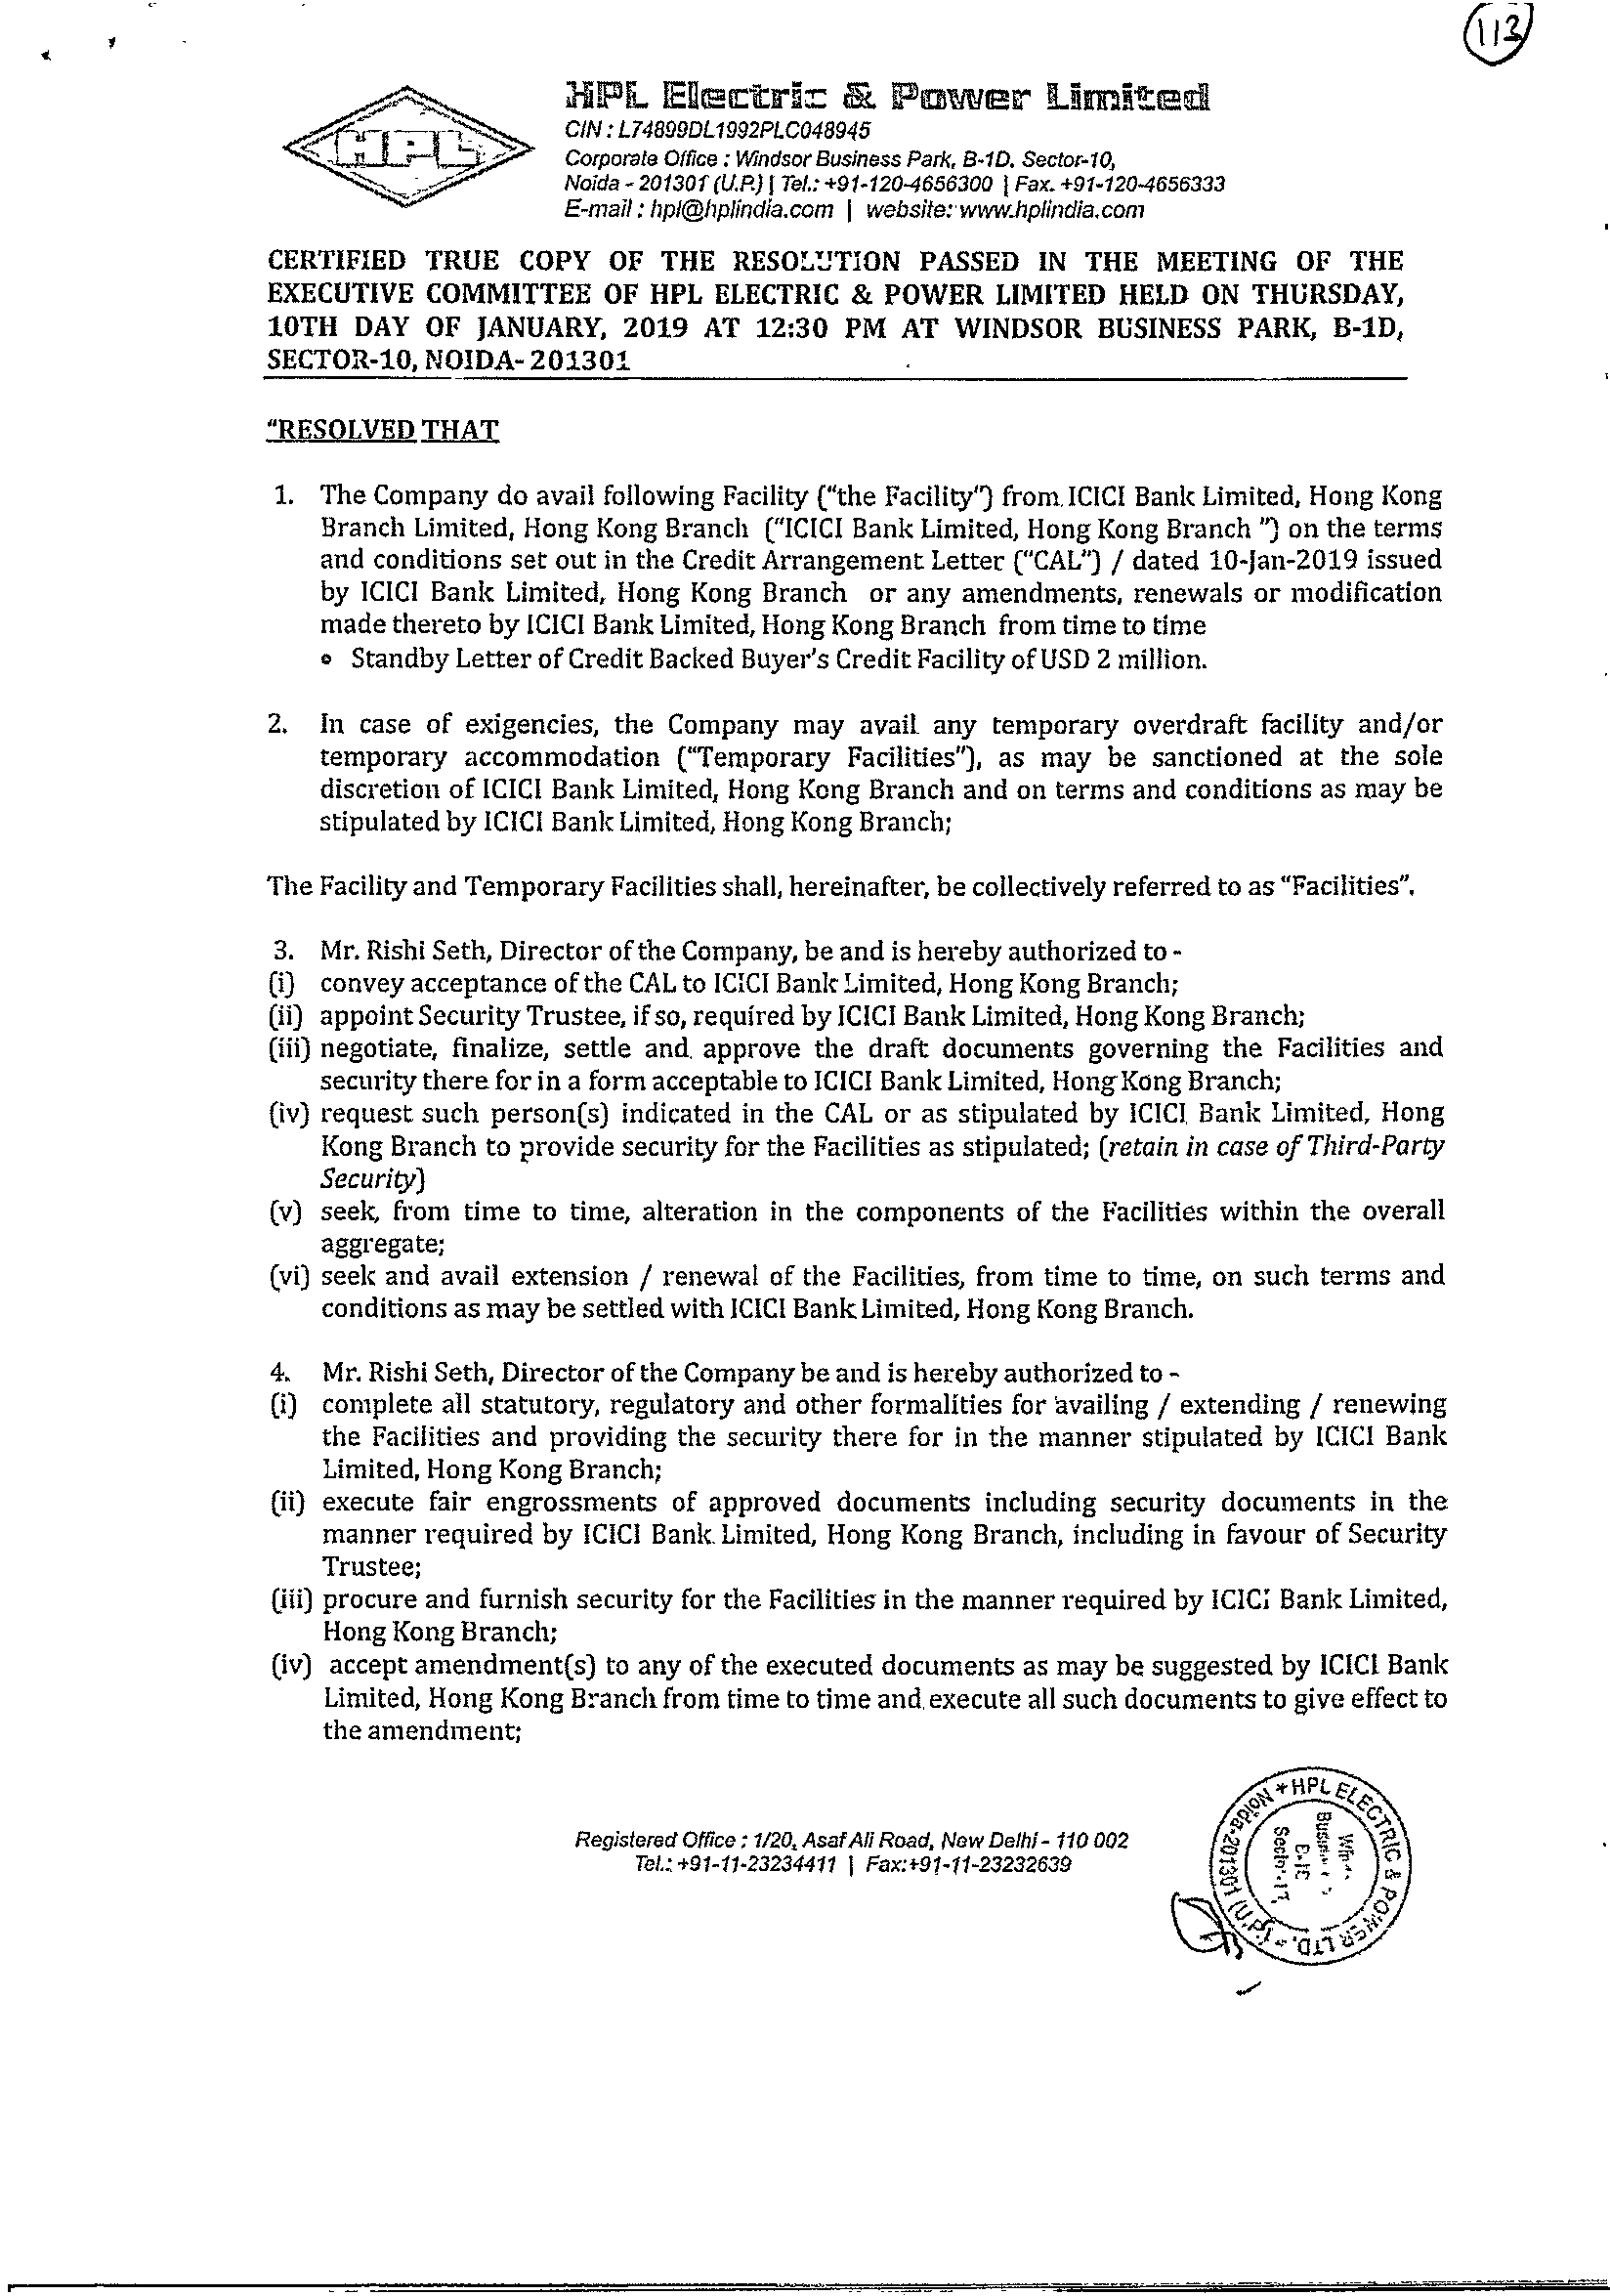 113
HPL
HPL Electric & Power Limited
CIN : L74899DL1992PLC048945
Corporate Office : Windsor Business Park, B-1D, Sector-10,
Noida - 201301 (U.P.) | Tel.: +91-120-4656300 | Fax. +91-120-4656333
E-mail : hpl@hplindia.com | website: www.hplindia.com
CERTIFIED TRUE COPY OF THE RESOLUTION PASSED IN THE MEETING OF THE
EXECUTIVE COMMITTEE OF HPL ELECTRIC & POWER LIMITED HELD ON THURSDAY,
10TH DAY OF JANUARY, 2019 AT 12:30 PM AT WINDSOR BUSINESS PARK, B-1D,
SECTOR-10, NOIDA- 201301
"RESOLVED THAT
1. The Company do avail following Facility ("the Facility") from ICICI Bank Limited, Hong Kong
Branch Limited, Hong Kong Branch ("ICICI Bank Limited, Hong Kong Branch ") on the terms
and conditions set out in the Credit Arrangement Letter ("CAL") / dated 10-Jan-2019 issued
by ICICI Bank Limited, Hong Kong Branch or any amendments, renewals or modification
made thereto by ICICI Bank Limited, Hong Kong Branch from time to time
• Standby Letter of Credit Backed Buyer's Credit Facility of USD 2 million.
2. In case of exigencies, the Company may avail any temporary overdraft facility and/or
temporary accommodation ("Temporary Facilities"), as may be sanctioned at the sole
discretion of ICICI Bank Limited, Hong Kong Branch and on terms and conditions as may be
stipulated by ICICI Bank Limited, Hong Kong Branch;
The Facility and Temporary Facilities shall, hereinafter, be collectively referred to as "Facilities".
3. Mr. Rishi Seth, Director of the Company, be and is hereby authorized to -
(i) convey acceptance of the CAL to ICICI Bank Limited, Hong Kong Branch;
(ii) appoint Security Trustee, if so, required by ICICI Bank Limited, Hong Kong Branch;
(iii) negotiate, finalize, settle and approve the draft documents governing the Facilities and
security there for in a form acceptable to ICICI Bank Limited, Hong Kong Branch;
(iv) request such person(s) indicated in the CAL or as stipulated by ICICI Bank Limited, Hong
Kong Branch to provide security for the Facilities as stipulated; (retain in case of Third-Party
Security)
(v) seek, from time to time, alteration in the components of the Facilities within the overall
aggregate;
(vi) seek and avail extension / renewal of the Facilities, from time to time, on such terms and
conditions as may be settled with ICICI Bank Limited, Hong Kong Branch.
4. Mr. Rishi Seth, Director of the Company be and is hereby authorized to -
(i) complete all statutory, regulatory and other formalities for availing / extending / renewing
the Facilities and providing the security there for in the manner stipulated by ICICI Bank
Limited, Hong Kong Branch;
(ii) execute fair engrossments of approved documents including security documents in the
manner required by ICICI Bank Limited, Hong Kong Branch, including in favour of Security
Trustee;
(iii) procure and furnish security for the Facilities in the manner required by ICICI Bank Limited,
Hong Kong Branch;
(iv) accept amendment(s) to any of the executed documents as may be suggested by ICICI Bank
Limited, Hong Kong Branch from time to time and execute all such documents to give effect to
the amendment;
Registered Office : 1/20, Asaf Ali Road, New Delhi - 110 002
Tel.: +91-11-23234411 | Fax:+91-11-23232639
* HPL ELECTRIC & POWER LTD. * Noida-201301 (U.P.)